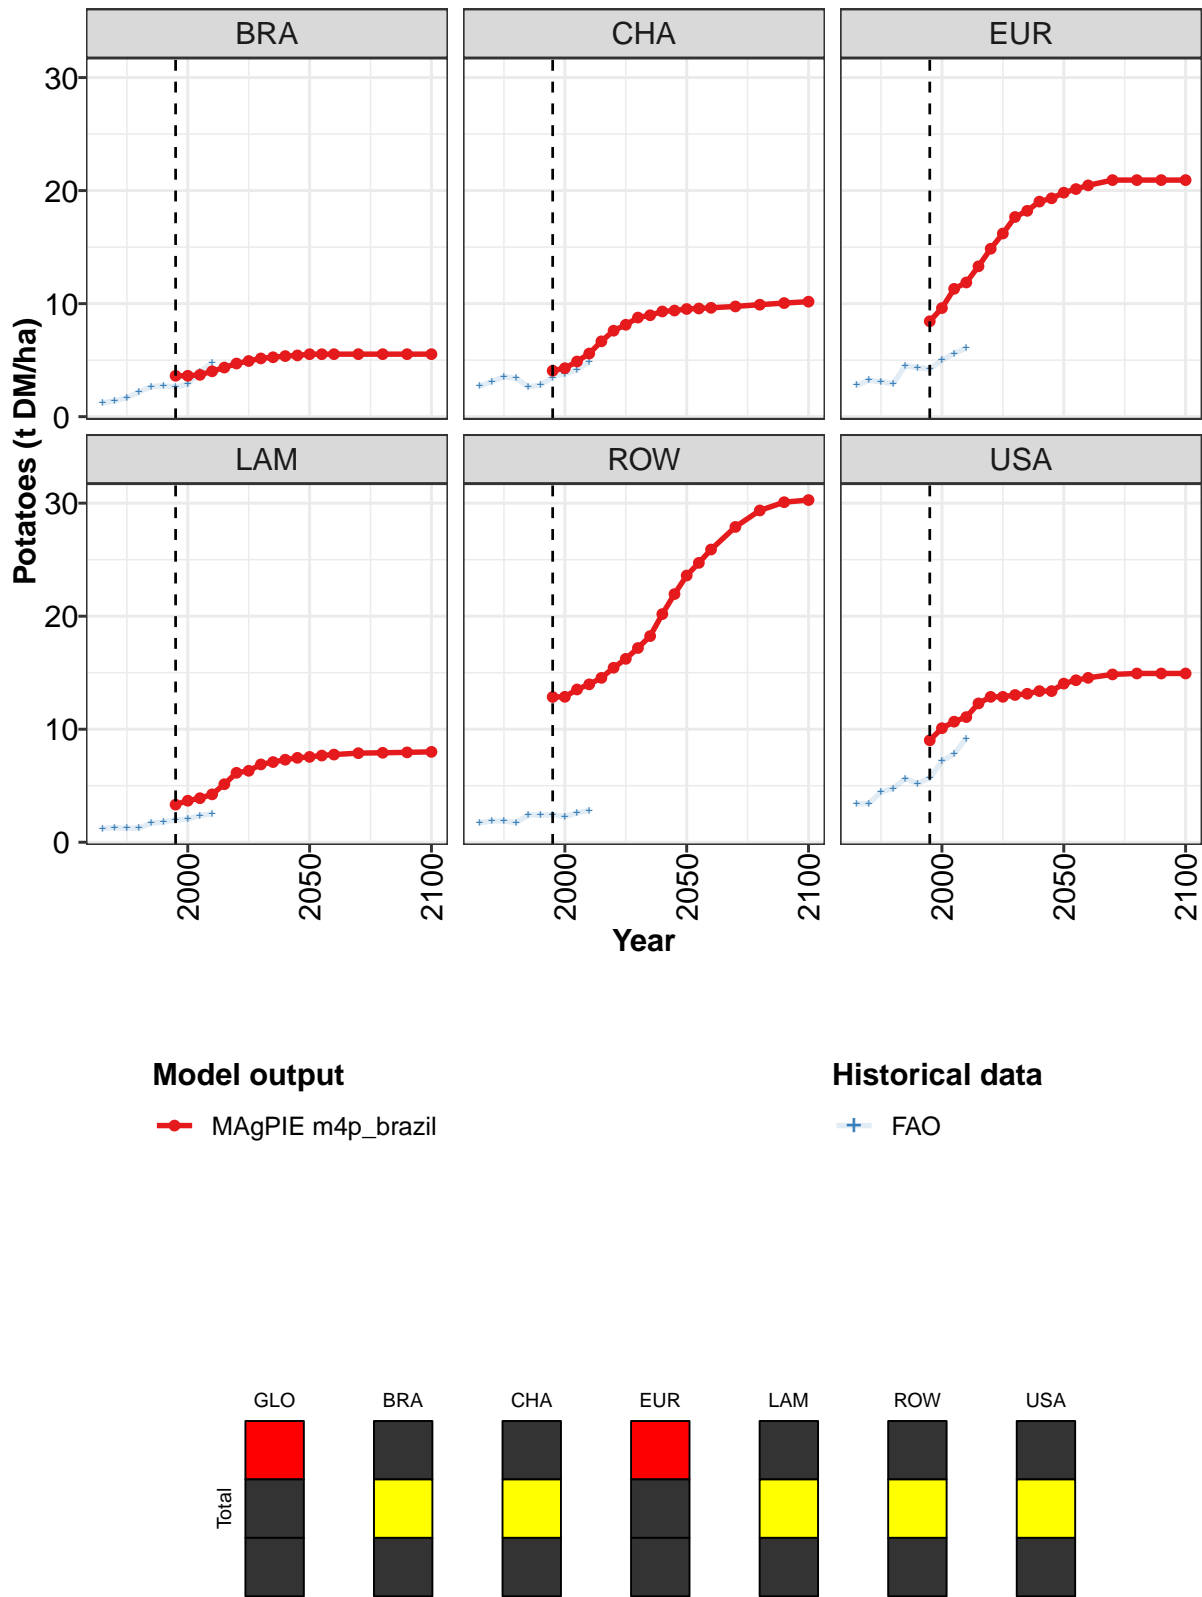 BRA CHA EUR
30
20
10
0
LAM ROW USA
30
20
10
0
Potatoes (t DM/ha)
2000 2050 2100 2000 2050 2100 2000 2050 2100
Year
Model output
MAgPIE m4p_brazil
Historical data
FAO
GLO BRA CHA EUR LAM ROW USA
Total